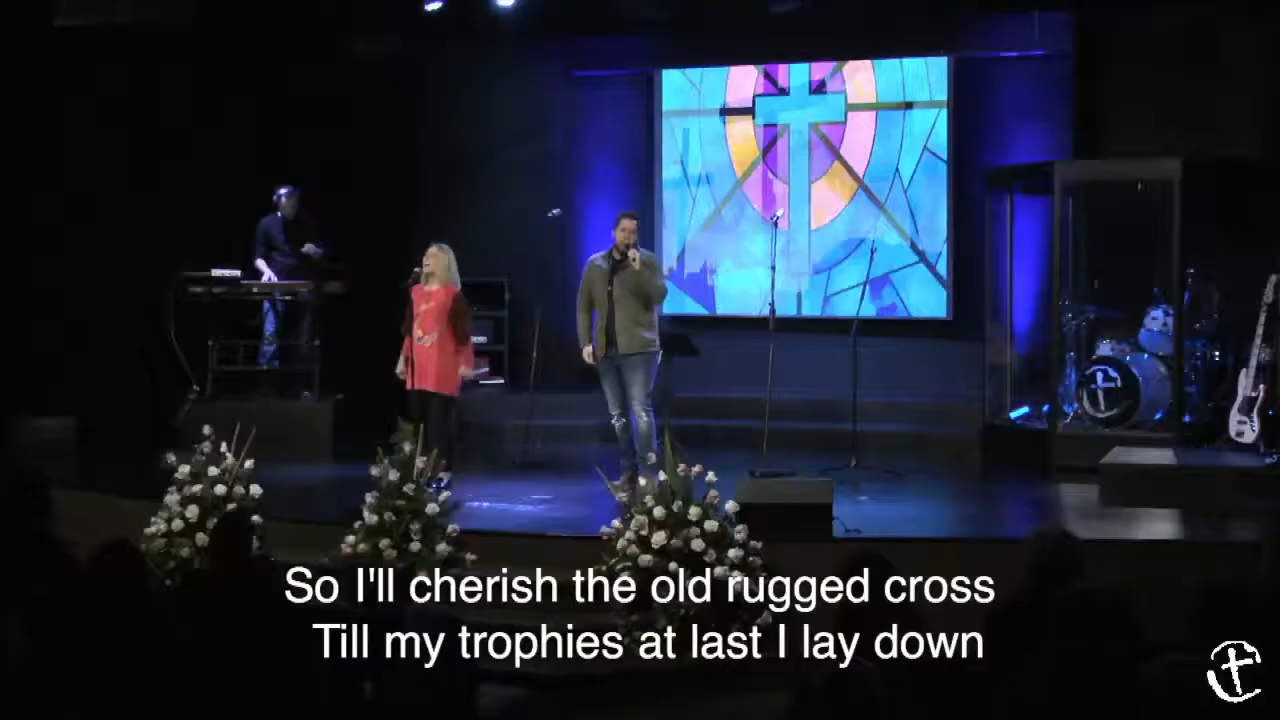 So I'll cherish the old rugged cross
Till my trophies at last I lay down